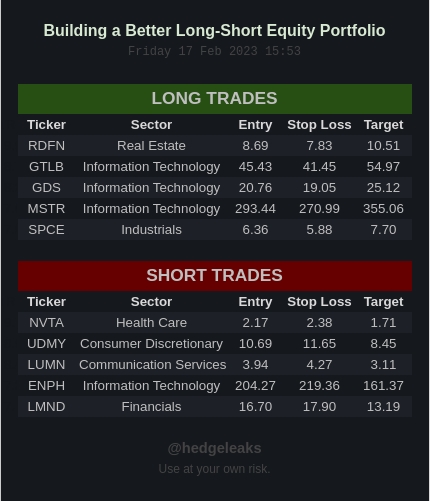 Building a Better Long-Short Equity Portfolio
Friday 17 Feb 2023 15:53
LONG TRADES
Ticker Sector Entry Stop Loss Target
RDFN Real Estate 8.69 7.83 10.51
GTLB Information Technology 45.43 41.45 54.97
GDS Information Technology 20.76 19.05 25.12
MSTR Information Technology 293.44 270.99 355.06
SPCE Industrials 6.36 5.88 7.70
SHORT TRADES
Ticker Sector Entry Stop Loss Target
NVTA Health Care 2.17 2.38 1.71
UDMY Consumer Discretionary 10.69 11.65 8.45
LUMN Communication Services 3.94 4.27 3.11
ENPH Information Technology 204.27 219.36 161.37
LMND Financials 16.70 17.90 13.19
@hedgeleaks
Use at your own risk.